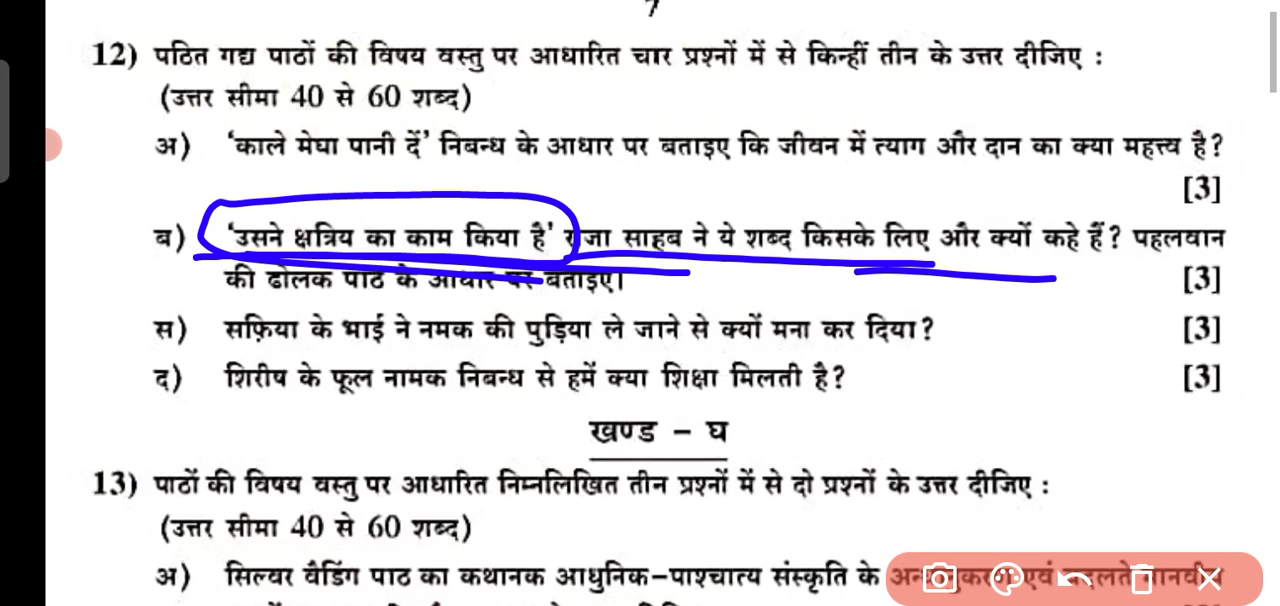 7
12) पठित गद्य पाठों की विषय वस्तु पर आधारित चार प्रश्नों में से किन्हीं तीन के उत्तर दीजिए :
(उत्तर सीमा 40 से 60 शब्द)
अ) 'काले मेघा पानी दें' निबन्ध के आधार पर बताइए कि जीवन में त्याग और दान का क्या महत्त्व है?
[3]
ब) 'उसने क्षत्रिय का काम किया है' राजा साहब ने ये शब्द किसके लिए और क्यों कहे हैं? पहलवान
की ढोलक पाठ के आधार पर बताइए। [3]
स) सफ़िया के भाई ने नमक की पुड़िया ले जाने से क्यों मना कर दिया? [3]
द) शिरीष के फूल नामक निबन्ध से हमें क्या शिक्षा मिलती है? [3]
खण्ड - घ
13) पाठों की विषय वस्तु पर आधारित निम्नलिखित तीन प्रश्नों में से दो प्रश्नों के उत्तर दीजिए :
(उत्तर सीमा 40 से 60 शब्द)
अ) सिल्वर वैडिंग पाठ का कथानक आधुनिक-पाश्चात्य संस्कृति के एवं